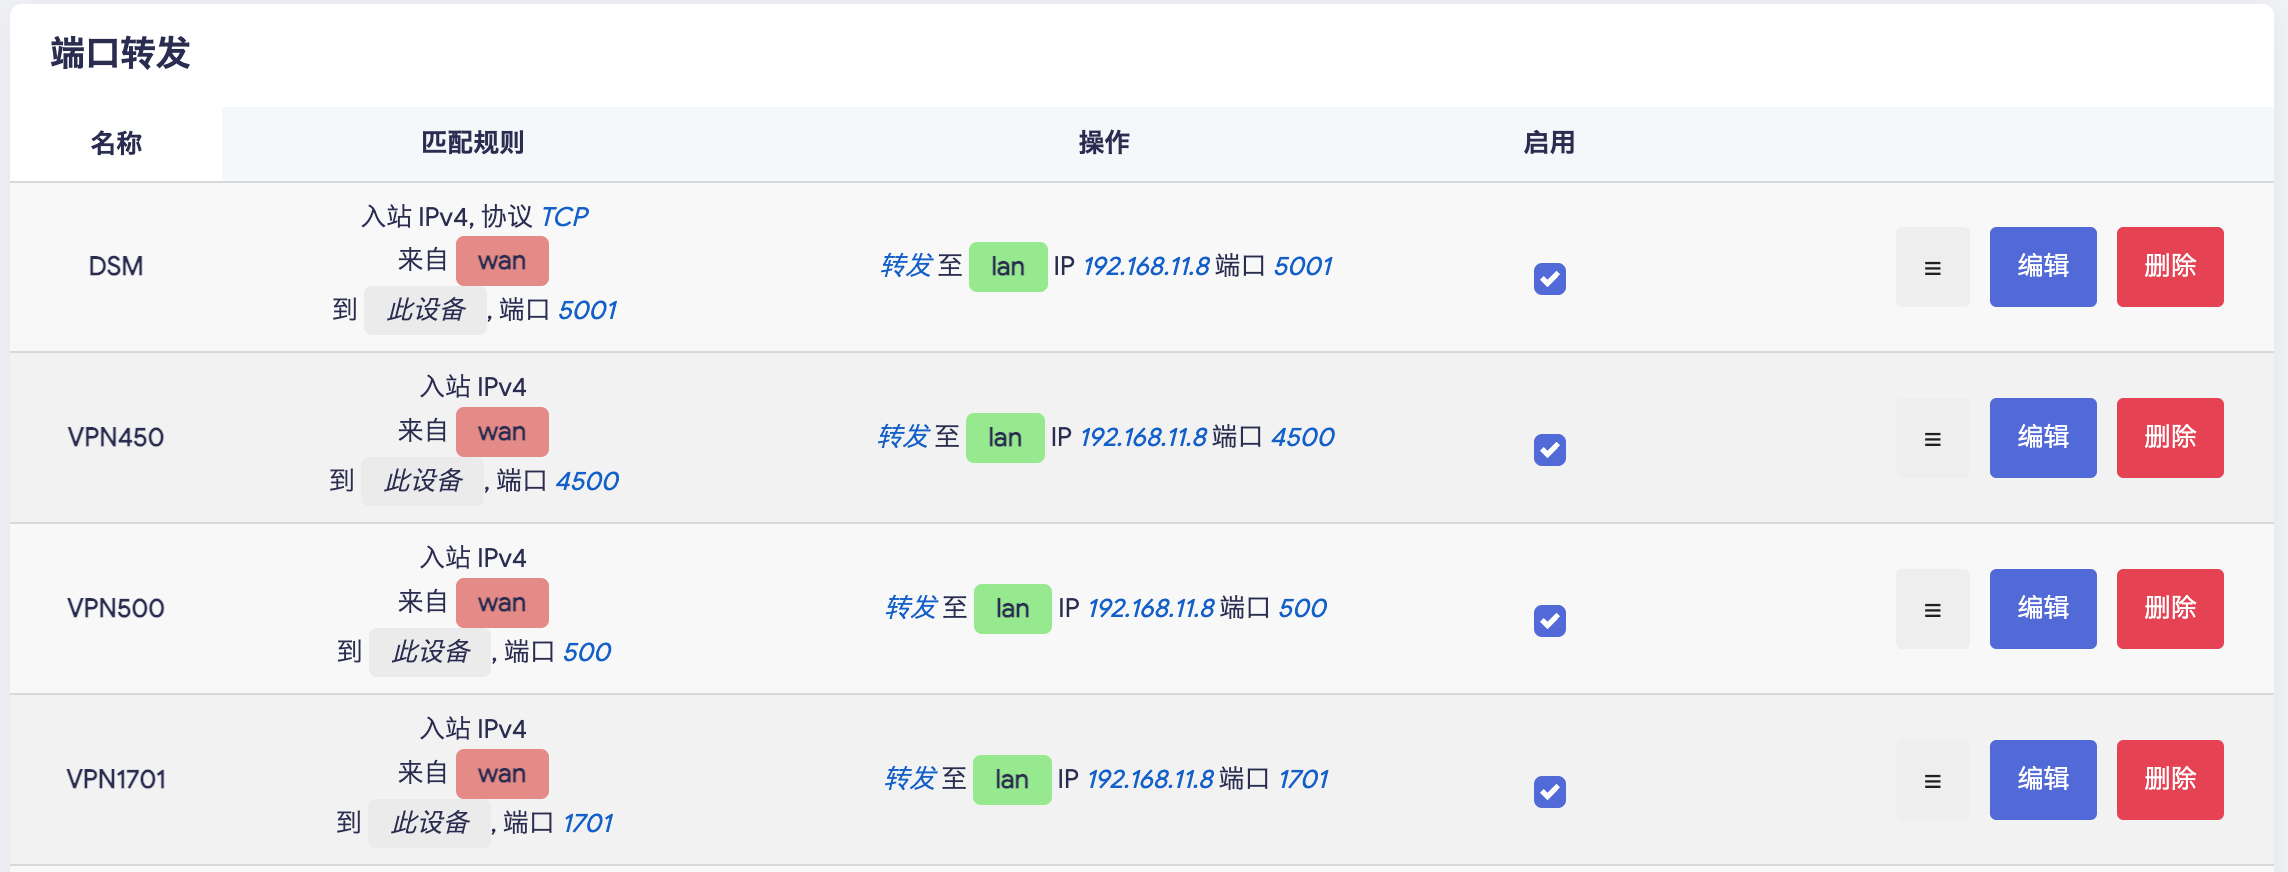 端口转发
名称 匹配规则 操作 启用
入站 IPv4, 协议 TCP
来自 wan
到 此设备 , 端口 5001
DSM
转发 至 lan IP 192.168.11.8 端口 5001
≡ 编辑 删除
入站 IPv4
来自 wan
到 此设备 , 端口 4500
VPN450
转发 至 lan IP 192.168.11.8 端口 4500
≡ 编辑 删除
入站 IPv4
来自 wan
到 此设备 , 端口 500
VPN500
转发 至 lan IP 192.168.11.8 端口 500
≡ 编辑 删除
入站 IPv4
来自 wan
到 此设备 , 端口 1701
VPN1701
转发 至 lan IP 192.168.11.8 端口 1701
≡ 编辑 删除